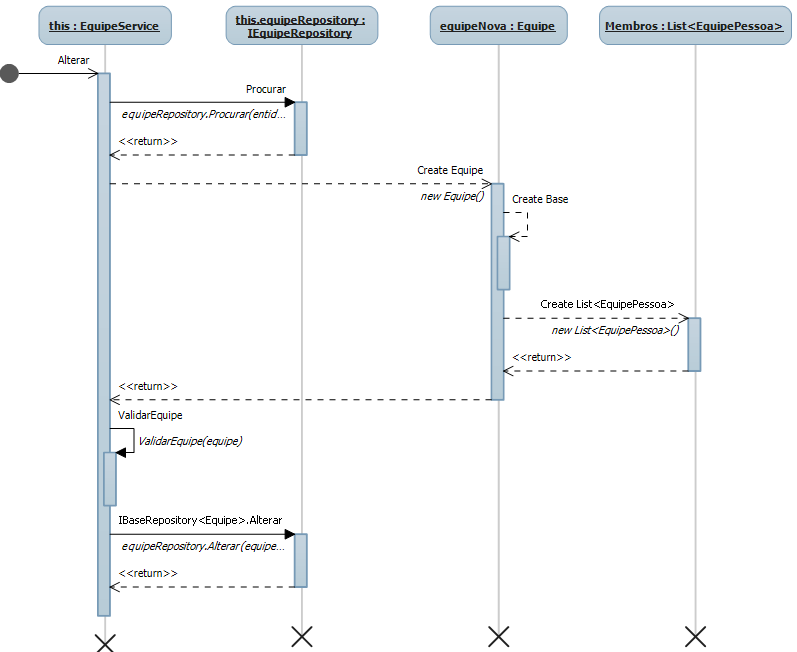 this : EquipeService
this.equipeRepository :
IEquipeRepository
equipeNova : Equipe
Membros : List<EquipePessoa>
Alterar
Procurar
equipeRepository.Procurar(entid...
<<return>>
Create Equipe
new Equipe()
Create Base
Create List<EquipePessoa>
new List<EquipePessoa>()
<<return>>
<<return>>
ValidarEquipe
ValidarEquipe(equipe)
IBaseRepository<Equipe>.Alterar
equipeRepository.Alterar(equipe...
<<return>>